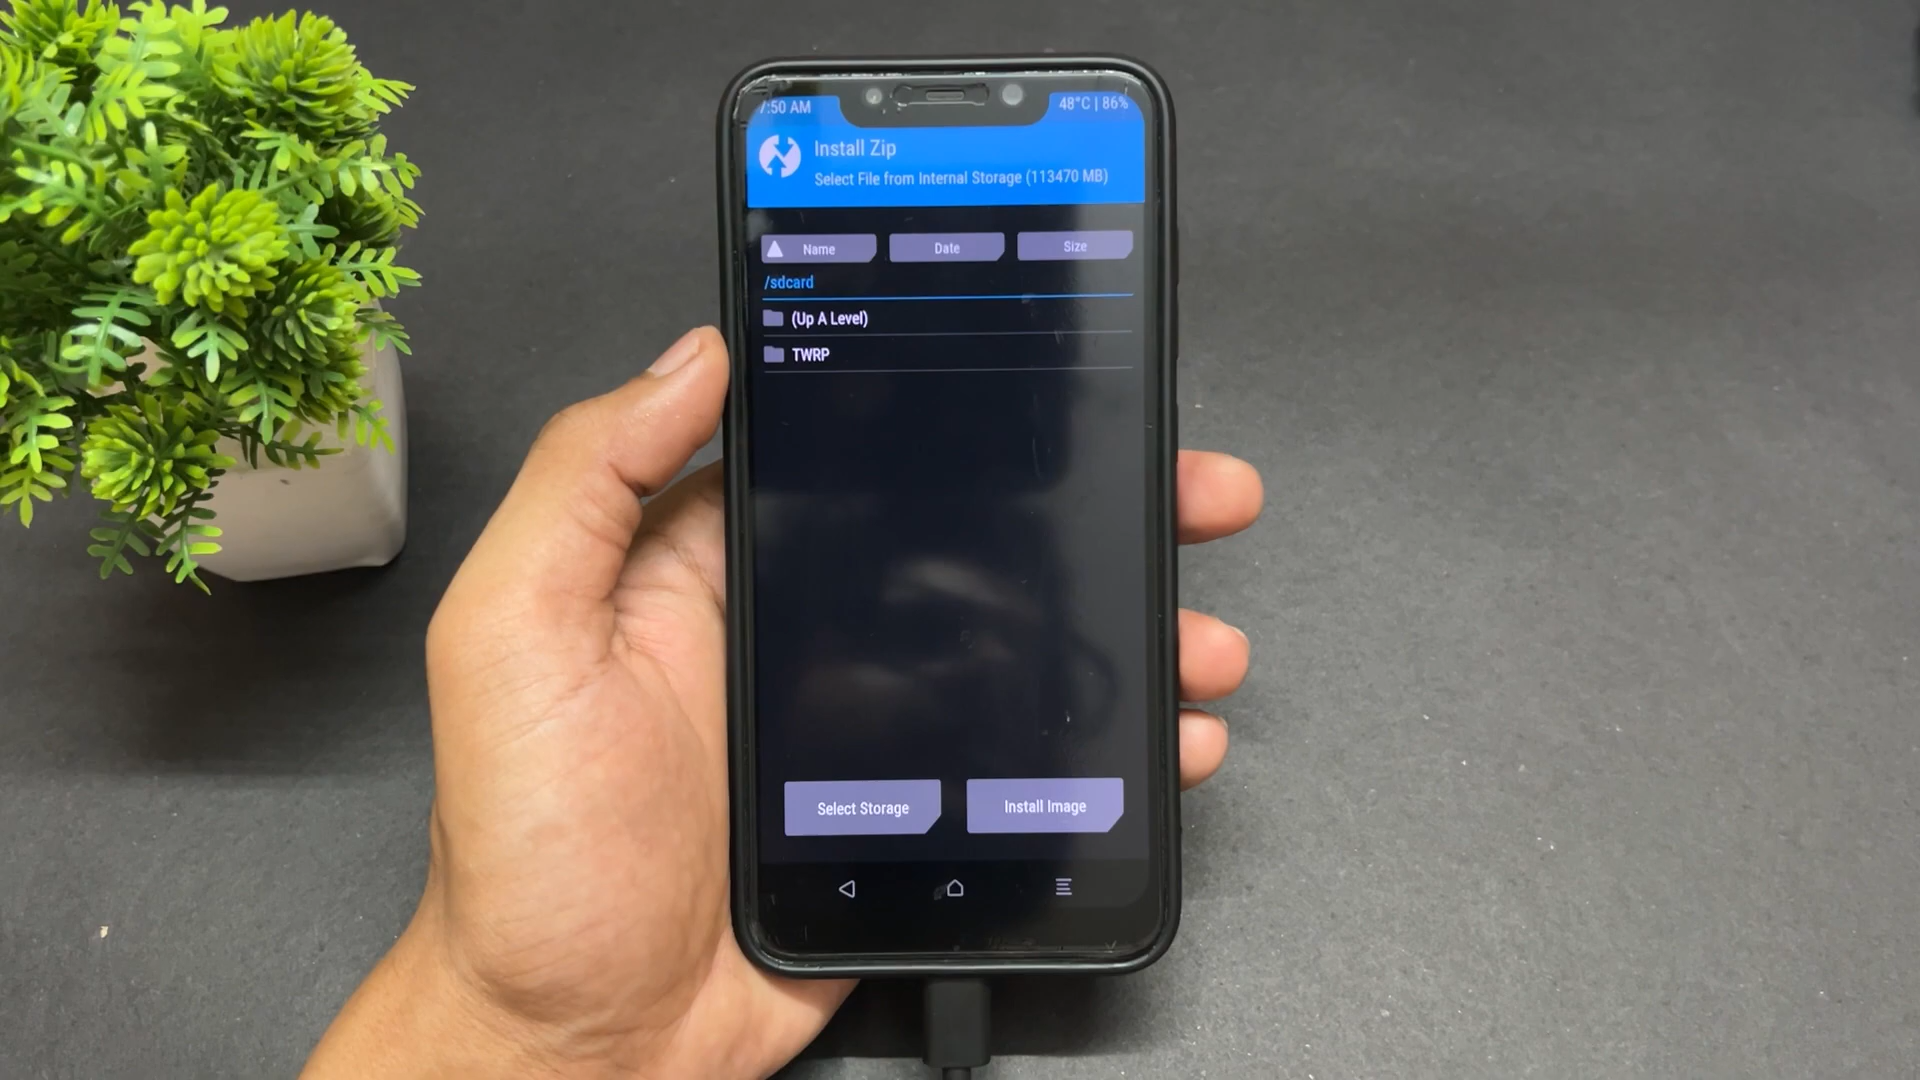 7:50 AM 48°C | 86%
Install Zip
Select File from Internal Storage (113470 MB)
Name Date Size
/sdcard
(Up A Level)
TWRP
Select Storage Install Image